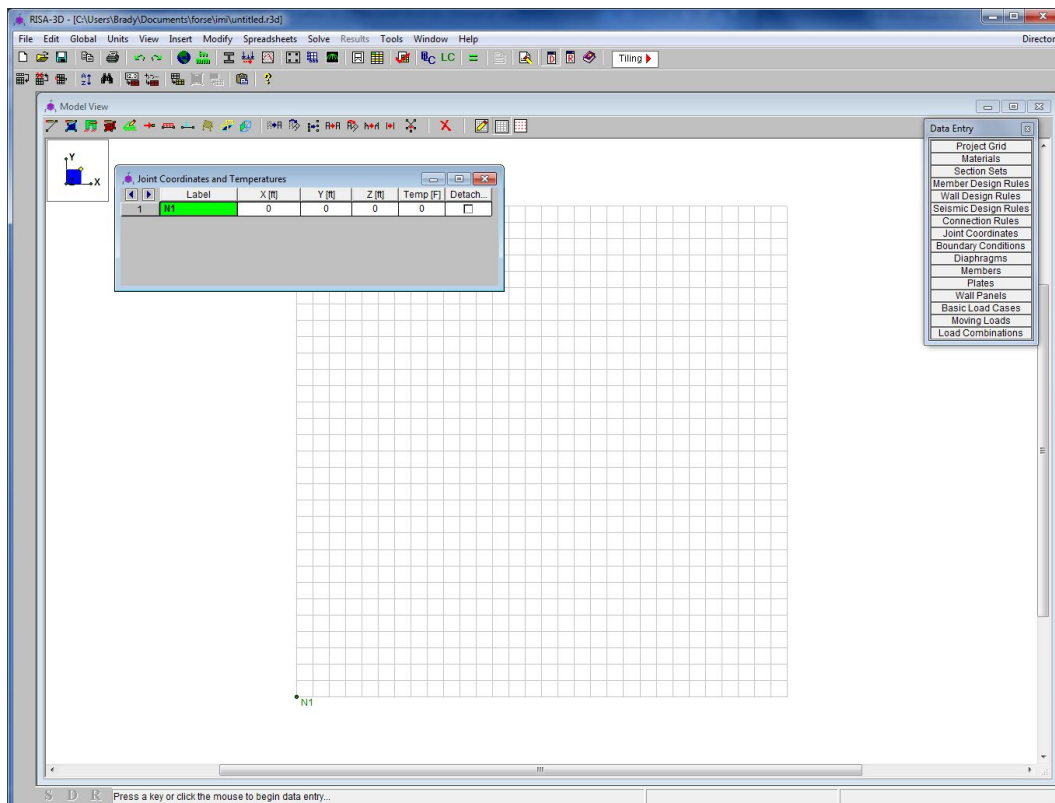 RISA-3D - [C:\Users\Brady\Documents\forse\imi\untitled.r3d]
File Edit Global Units View Insert Modify Spreadsheets Solve Results Tools Window Help Director
LC = Tiling
Model View
Data Entry
Project Grid
Materials
Section Sets
Member Design Rules
Wall Design Rules
Seismic Design Rules
Connection Rules
Joint Coordinates
Boundary Conditions
Diaphragms
Members
Plates
Wall Panels
Basic Load Cases
Moving Loads
Load Combinations
Y
X
Joint Coordinates and Temperatures
Label X [ft] Y [ft] Z [ft] Temp [F] Detach...
1 N1 0 0 0 0
N1
S D R Press a key or click the mouse to begin data entry...